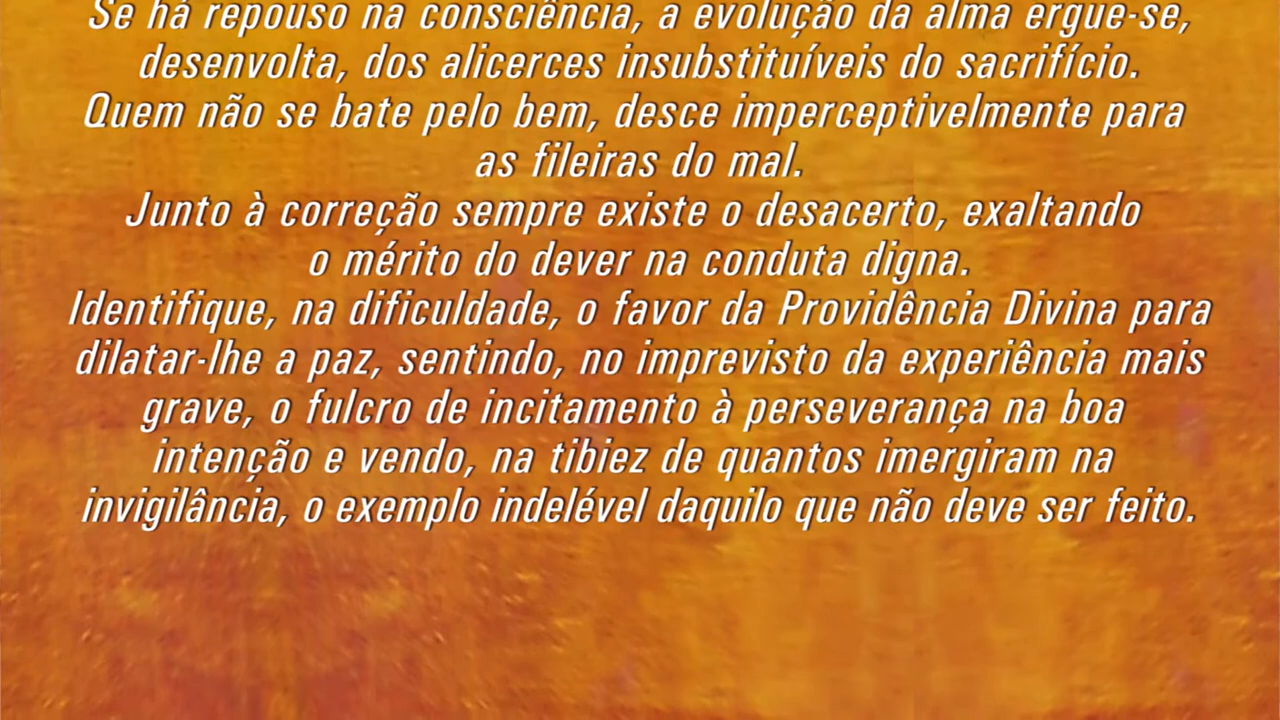 Se há repouso na consciência, a evolução da alma ergue-se,
desenvolta, dos alicerces insubstituíveis do sacrifício.
Quem não se bate pelo bem, desce imperceptivelmente para
as fileiras do mal.
Junto à correção sempre existe o desacerto, exaltando
o mérito do dever na conduta digna.
Identifique, na dificuldade, o favor da Providência Divina para
dilatar-lhe a paz, sentindo, no imprevisto da experiência mais
grave, o fulcro de incitamento à perseverança na boa
intenção e vendo, na tibiez de quantos imergiram na
invigilância, o exemplo indelével daquilo que não deve ser feito.